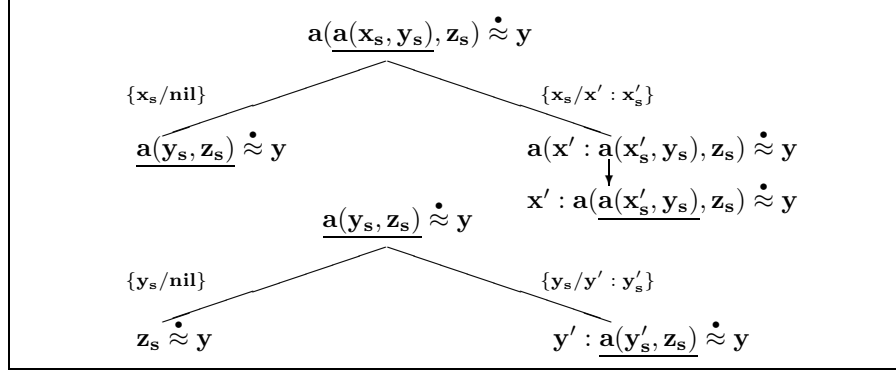 a(a(xₛ, yₛ), zₛ) ≈̇ y
{xₛ/nil} {xₛ/x′ : x′ₛ}
a(yₛ, zₛ) ≈̇ y a(x′ : a(x′ₛ, yₛ), zₛ) ≈̇ y
x′ : a(a(x′ₛ, yₛ), zₛ) ≈̇ y
a(yₛ, zₛ) ≈̇ y
{yₛ/nil} {yₛ/y′ : y′ₛ}
zₛ ≈̇ y y′ : a(y′ₛ, zₛ) ≈̇ y